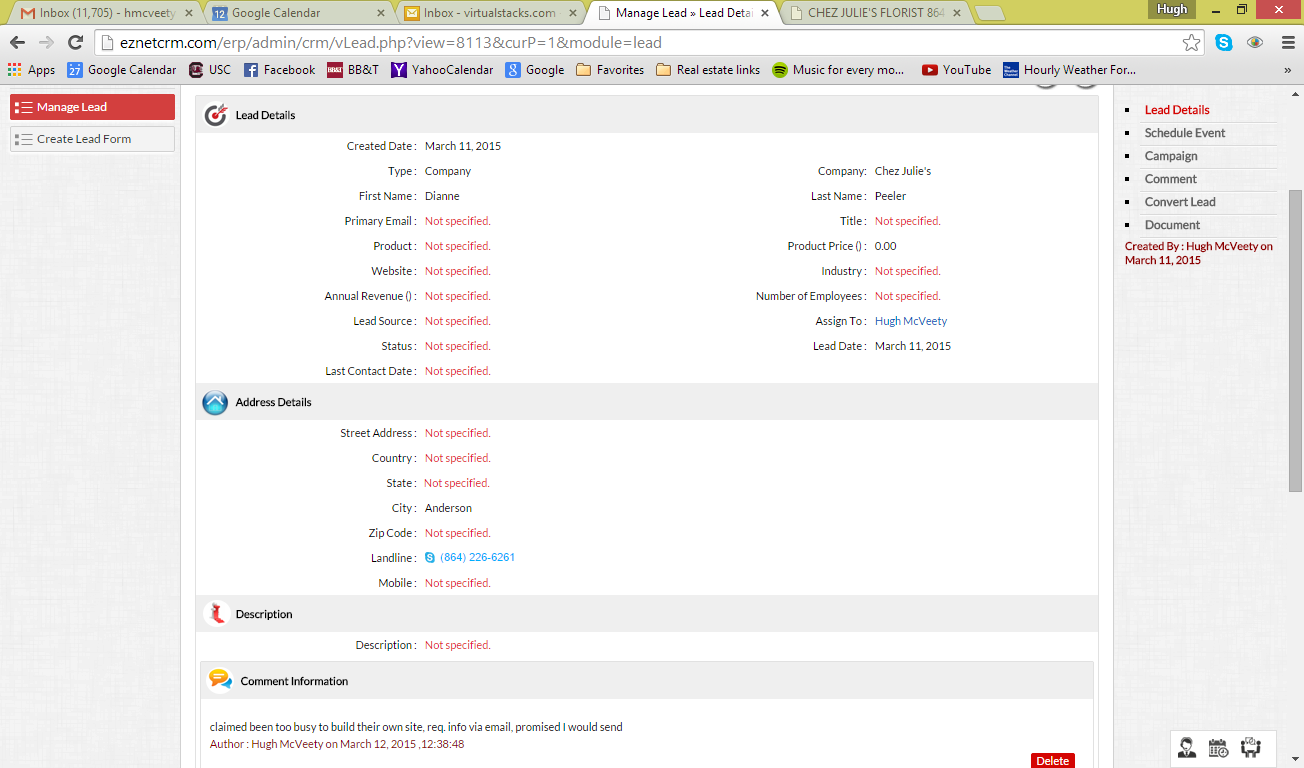 Inbox (11,705) - hmcveety
Google Calendar
Inbox - virtualstacks.com
Manage Lead » Lead Detai
CHEZ JULIE'S FLORIST 864
Hugh
eznetcrm.com/erp/admin/crm/vLead.php?view=8113&curP=1&module=lead
Apps
27 Google Calendar
USC
Facebook
BB&T
YahooCalendar
Google
Favorites
Real estate links
Music for every mo...
YouTube
Hourly Weather For...
»
Manage Lead
Create Lead Form
Lead Details
Created Date : March 11, 2015
Type : Company
Company: Chez Julie's
First Name : Dianne
Last Name : Peeler
Primary Email : Not specified.
Title : Not specified.
Product : Not specified.
Product Price () : 0.00
Website : Not specified.
Industry : Not specified.
Annual Revenue () : Not specified.
Number of Employees : Not specified.
Lead Source : Not specified.
Assign To : Hugh McVeety
Status : Not specified.
Lead Date : March 11, 2015
Last Contact Date : Not specified.
Address Details
Street Address : Not specified.
Country : Not specified.
State : Not specified.
City : Anderson
Zip Code : Not specified.
Landline : (864) 226-6261
Mobile : Not specified.
Description
Description : Not specified.
Comment Information
claimed been too busy to build their own site, req. info via email, promised I would send
Author : Hugh McVeety on March 12, 2015 ,12:38:48
Delete
Lead Details
Schedule Event
Campaign
Comment
Convert Lead
Document
Created By : Hugh McVeety on
March 11, 2015